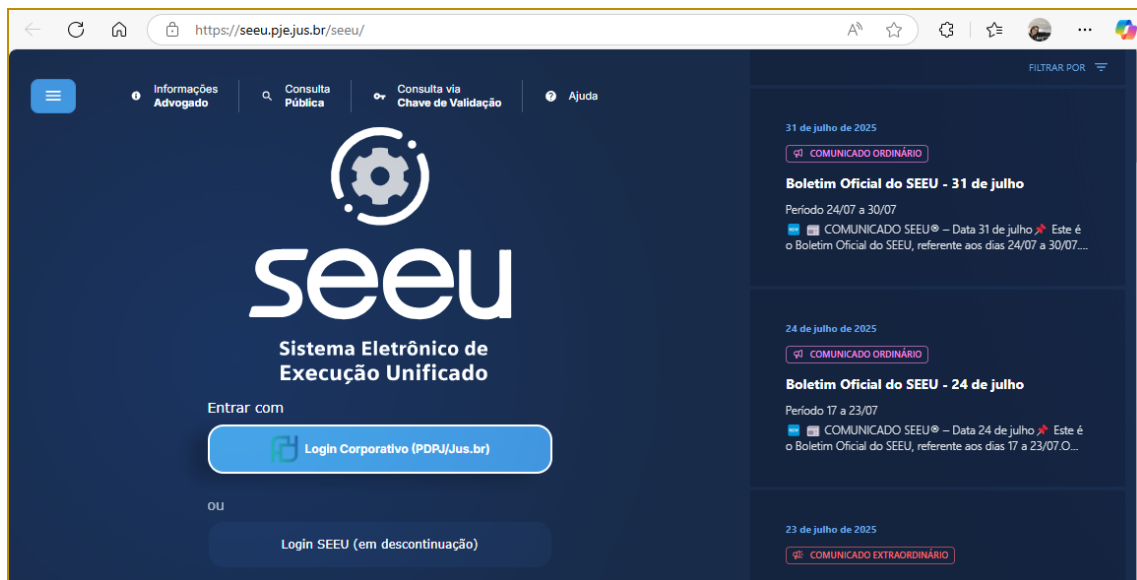 https://seeu.pje.jus.br/seeu/
Informações
Advogado
Consulta
Pública
Consulta via
Chave de Validação
Ajuda
seeu
Sistema Eletrônico de
Execução Unificado
Entrar com
Login Corporativo (PDPJ/Jus.br)
ou
Login SEEU (em descontinuação)
FILTRAR POR
31 de julho de 2025
COMUNICADO ORDINÁRIO
Boletim Oficial do SEEU - 31 de julho
Período 24/07 a 30/07
🆕 📰 COMUNICADO SEEU® – Data 31 de julho 📌 Este é
o Boletim Oficial do SEEU, referente aos dias 24/07 a 30/07....
24 de julho de 2025
COMUNICADO ORDINÁRIO
Boletim Oficial do SEEU - 24 de julho
Período 17 a 23/07
🆕 📰 COMUNICADO SEEU® – Data 24 de julho 📌 Este é
o Boletim Oficial do SEEU, referente aos dias 17 a 23/07.O...
23 de julho de 2025
COMUNICADO EXTRAORDINÁRIO